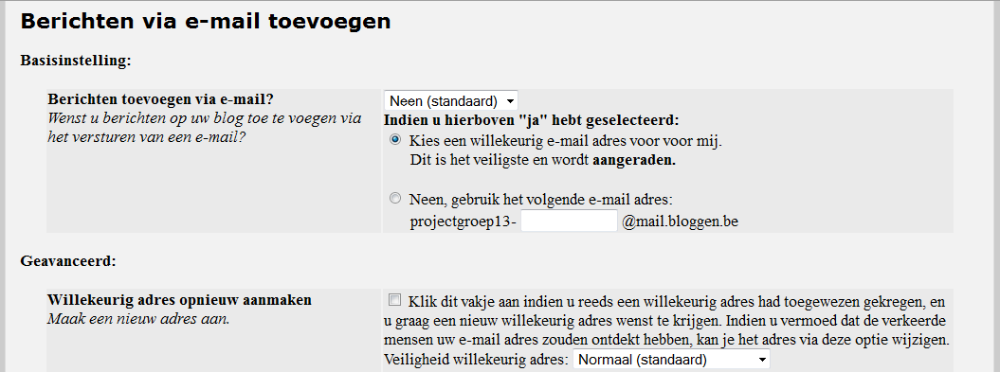 Berichten via e-mail toevoegen
Basisinstelling:
Berichten toevoegen via e-mail?
Wenst u berichten op uw blog toe te voegen via
het versturen van een e-mail?
Neen (standaard)
Indien u hierboven "ja" hebt geselecteerd:
Kies een willekeurig e-mail adres voor voor mij.
Dit is het veiligste en wordt aangeraden.
Neen, gebruik het volgende e-mail adres:
projectgroep13- @mail.bloggen.be
Geavanceerd:
Willekeurig adres opnieuw aanmaken
Maak een nieuw adres aan.
Klik dit vakje aan indien u reeds een willekeurig adres had toegewezen gekregen, en
u graag een nieuw willekeurig adres wenst te krijgen. Indien u vermoed dat de verkeerde
mensen uw e-mail adres zouden ontdekt hebben, kan je het adres via deze optie wijzigen.
Veiligheid willekeurig adres: Normaal (standaard)